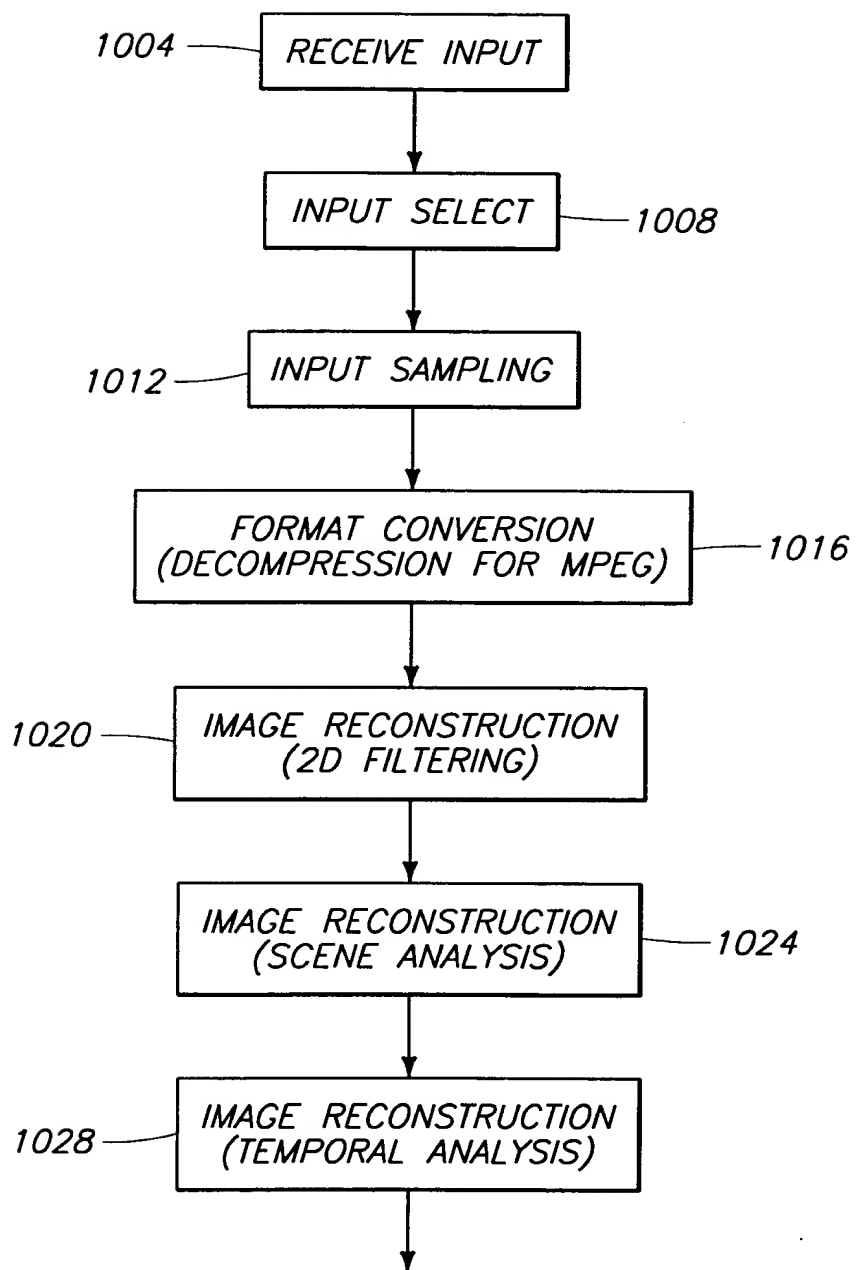 1004
RECEIVE INPUT
INPUT SELECT
1008
1012
INPUT SAMPLING
FORMAT CONVERSION
(DECOMPRESSION FOR MPEG)
1016
1020
IMAGE RECONSTRUCTION
(2D FILTERING)
IMAGE RECONSTRUCTION
(SCENE ANALYSIS)
1024
1028
IMAGE RECONSTRUCTION
(TEMPORAL ANALYSIS)